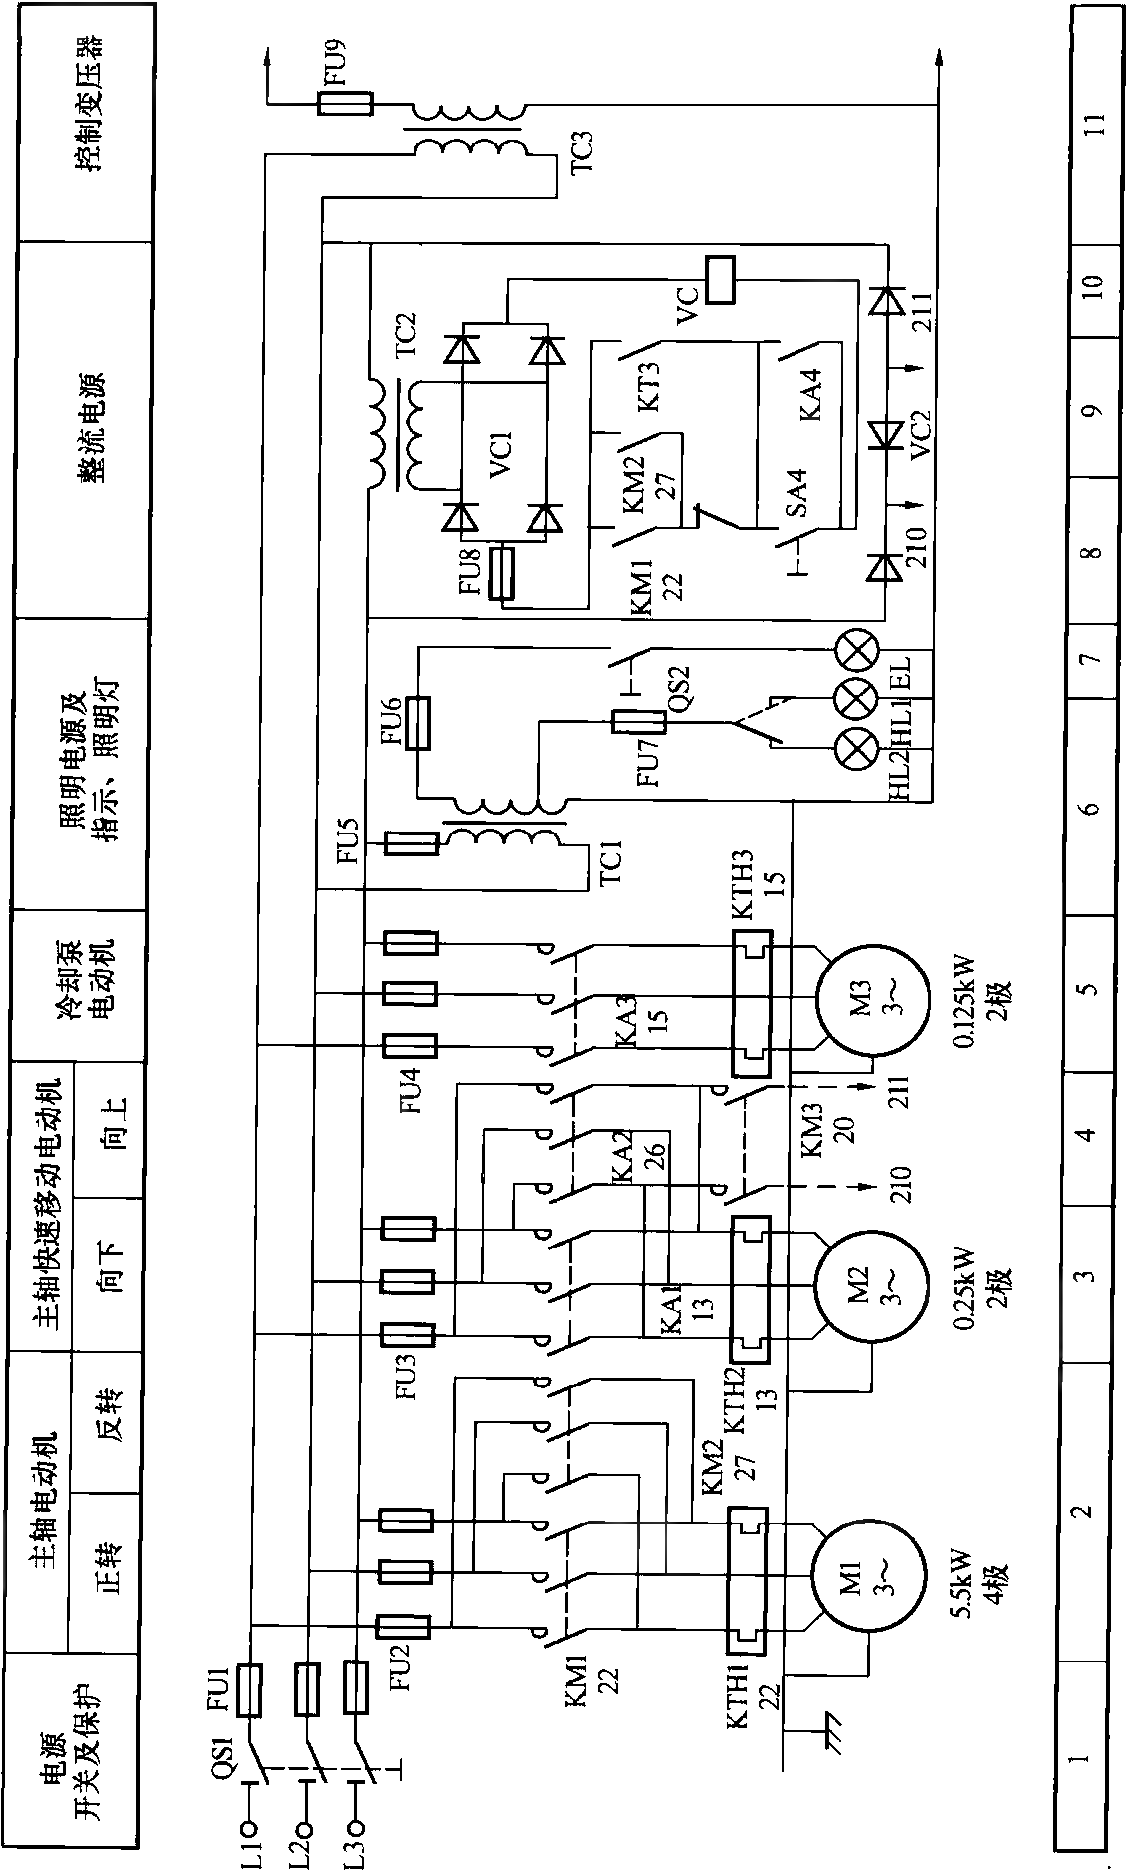 电源
开关及保护
主轴电动机
正转
反转
主轴快速移动电动机
向下
向上
冷却泵
电动机
照明电源及
指示、照明灯
整流电源
控制变压器
L1
L2
L3
QS1
FU1
FU2
FU3
FU4
FU5
FU6
FU7
FU8
FU9
TC1
TC2
TC3
VC1
VC
KM1
22
KM2
27
KT3
KA4
SA4
210
VC2
211
QS2
HL2
HL1
EL
KM1
22
KM2
27
KA1
13
KA2
26
KA3
15
KM3
20
210
211
KTH1
22
KTH2
13
KTH3
15
M1
3～
5.5kW
4极
M2
3～
0.25kW
2极
M3
3～
0.125kW
2极
1
2
3
4
5
6
7
8
9
10
11